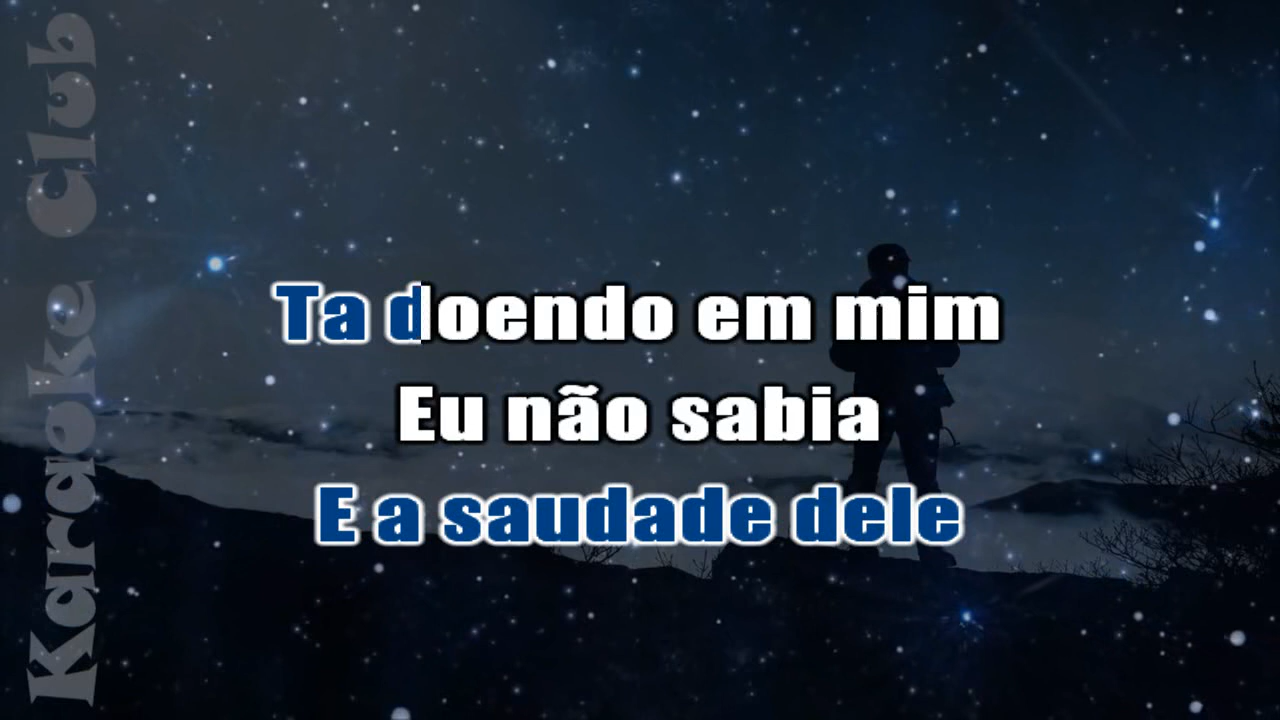 Ta doendo em mim
Eu não sabia
E a saudade dele
Karaoke Club